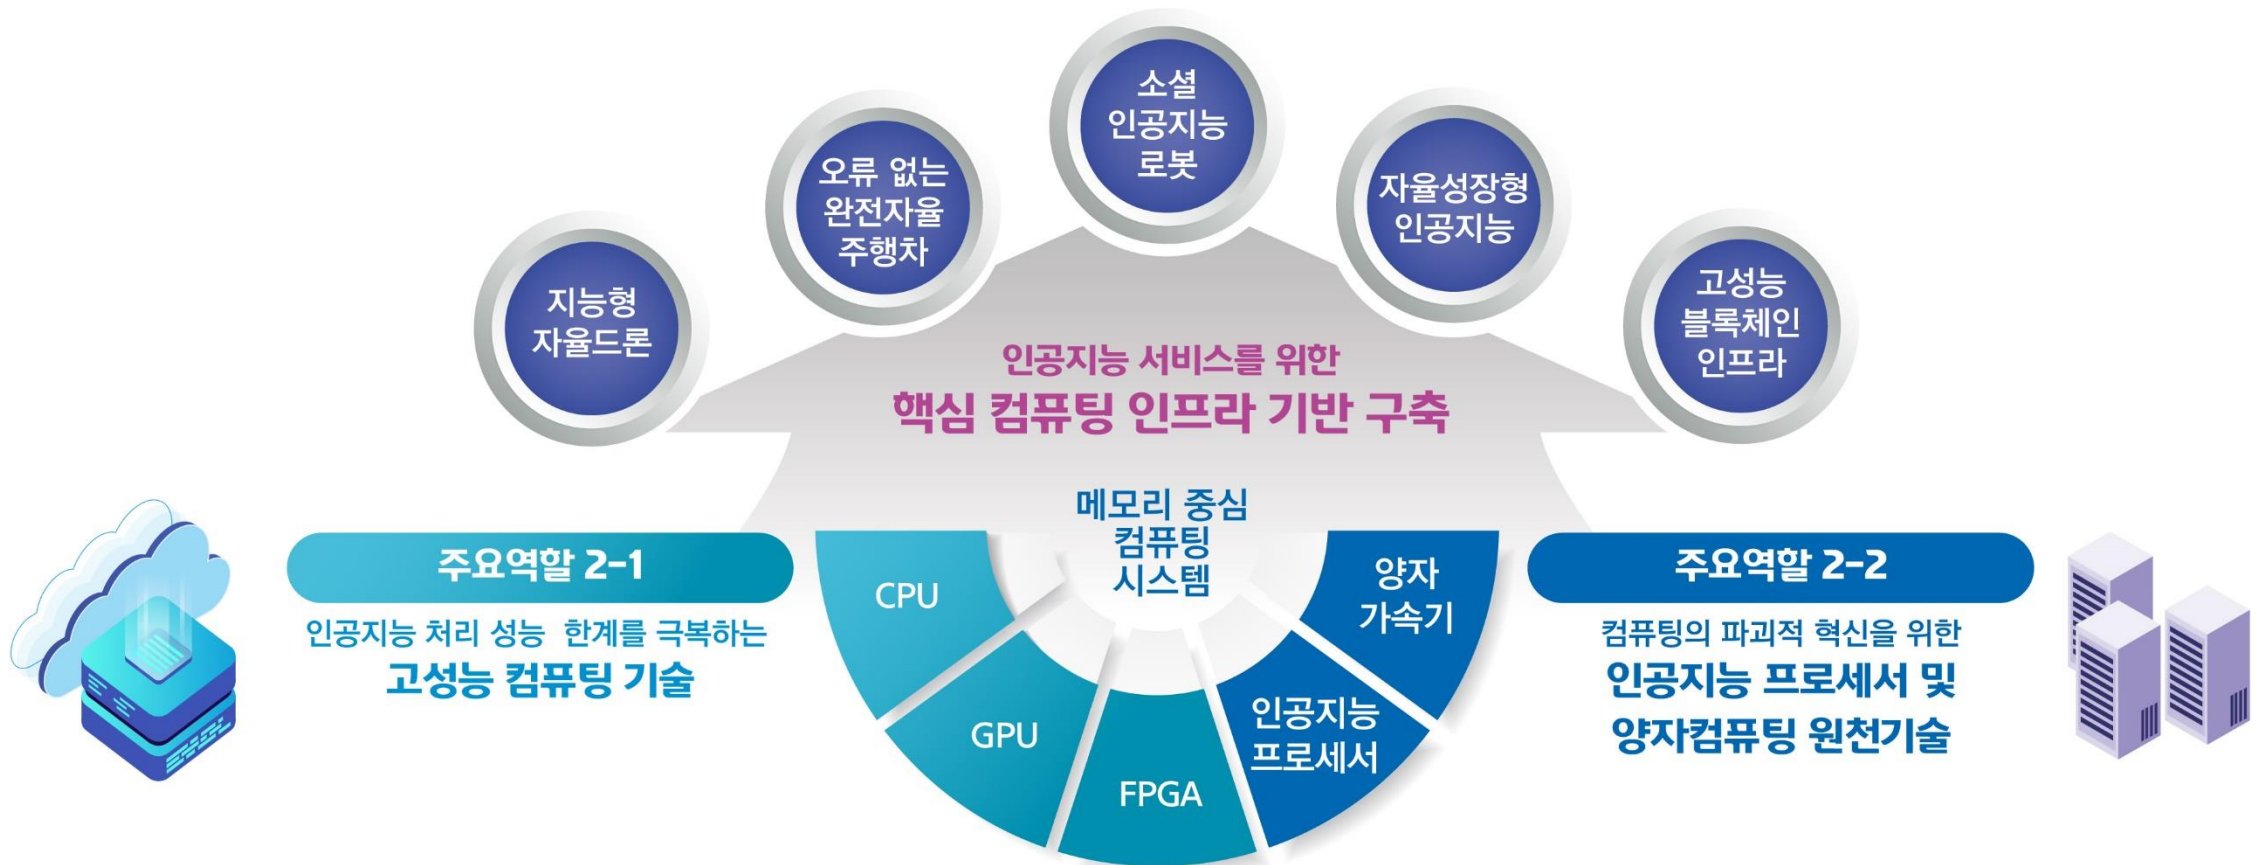 소셜
인공지능
로봇
오류 없는
완전자율
주행차
자율성장형
인공지능
지능형
자율드론
고성능
블록체인
인프라
인공지능 서비스를 위한
핵심 컴퓨팅 인프라 기반 구축
메모리 중심
컴퓨팅
시스템
주요역할 2-1
인공지능 처리 성능 한계를 극복하는
고성능 컴퓨팅 기술
CPU
GPU
FPGA
인공지능
프로세서
양자
가속기
주요역할 2-2
컴퓨팅의 파괴적 혁신을 위한
인공지능 프로세서 및
양자컴퓨팅 원천기술